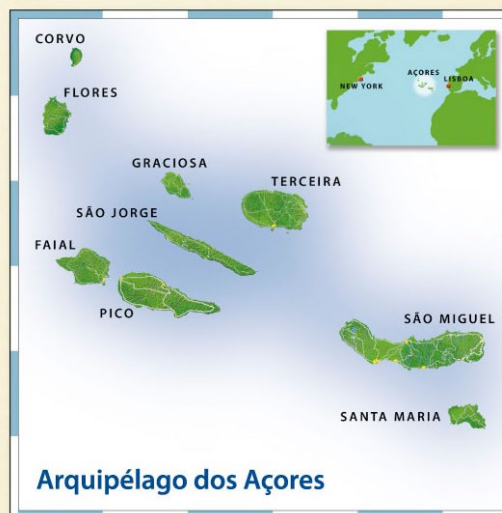 CORVO
FLORES
AÇORES
LISBOA
NEW YORK
GRACIOSA
TERCEIRA
SÃO JORGE
FAIAL
PICO
SÃO MIGUEL
SANTA MARIA
Arquipélago dos Açores